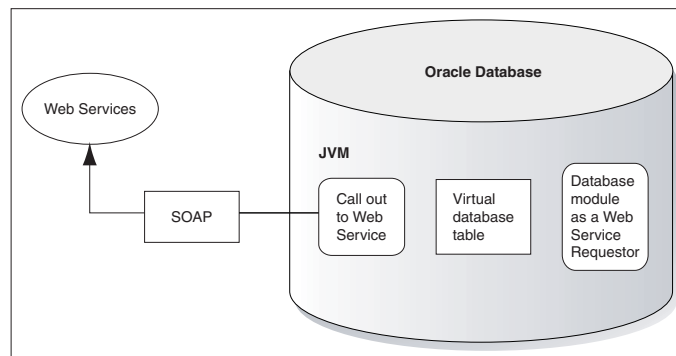 Oracle Database
Web Services
JVM
SOAP
Call out
to Web
Service
Virtual
database
table
Database
module
as a Web
Service
Requestor